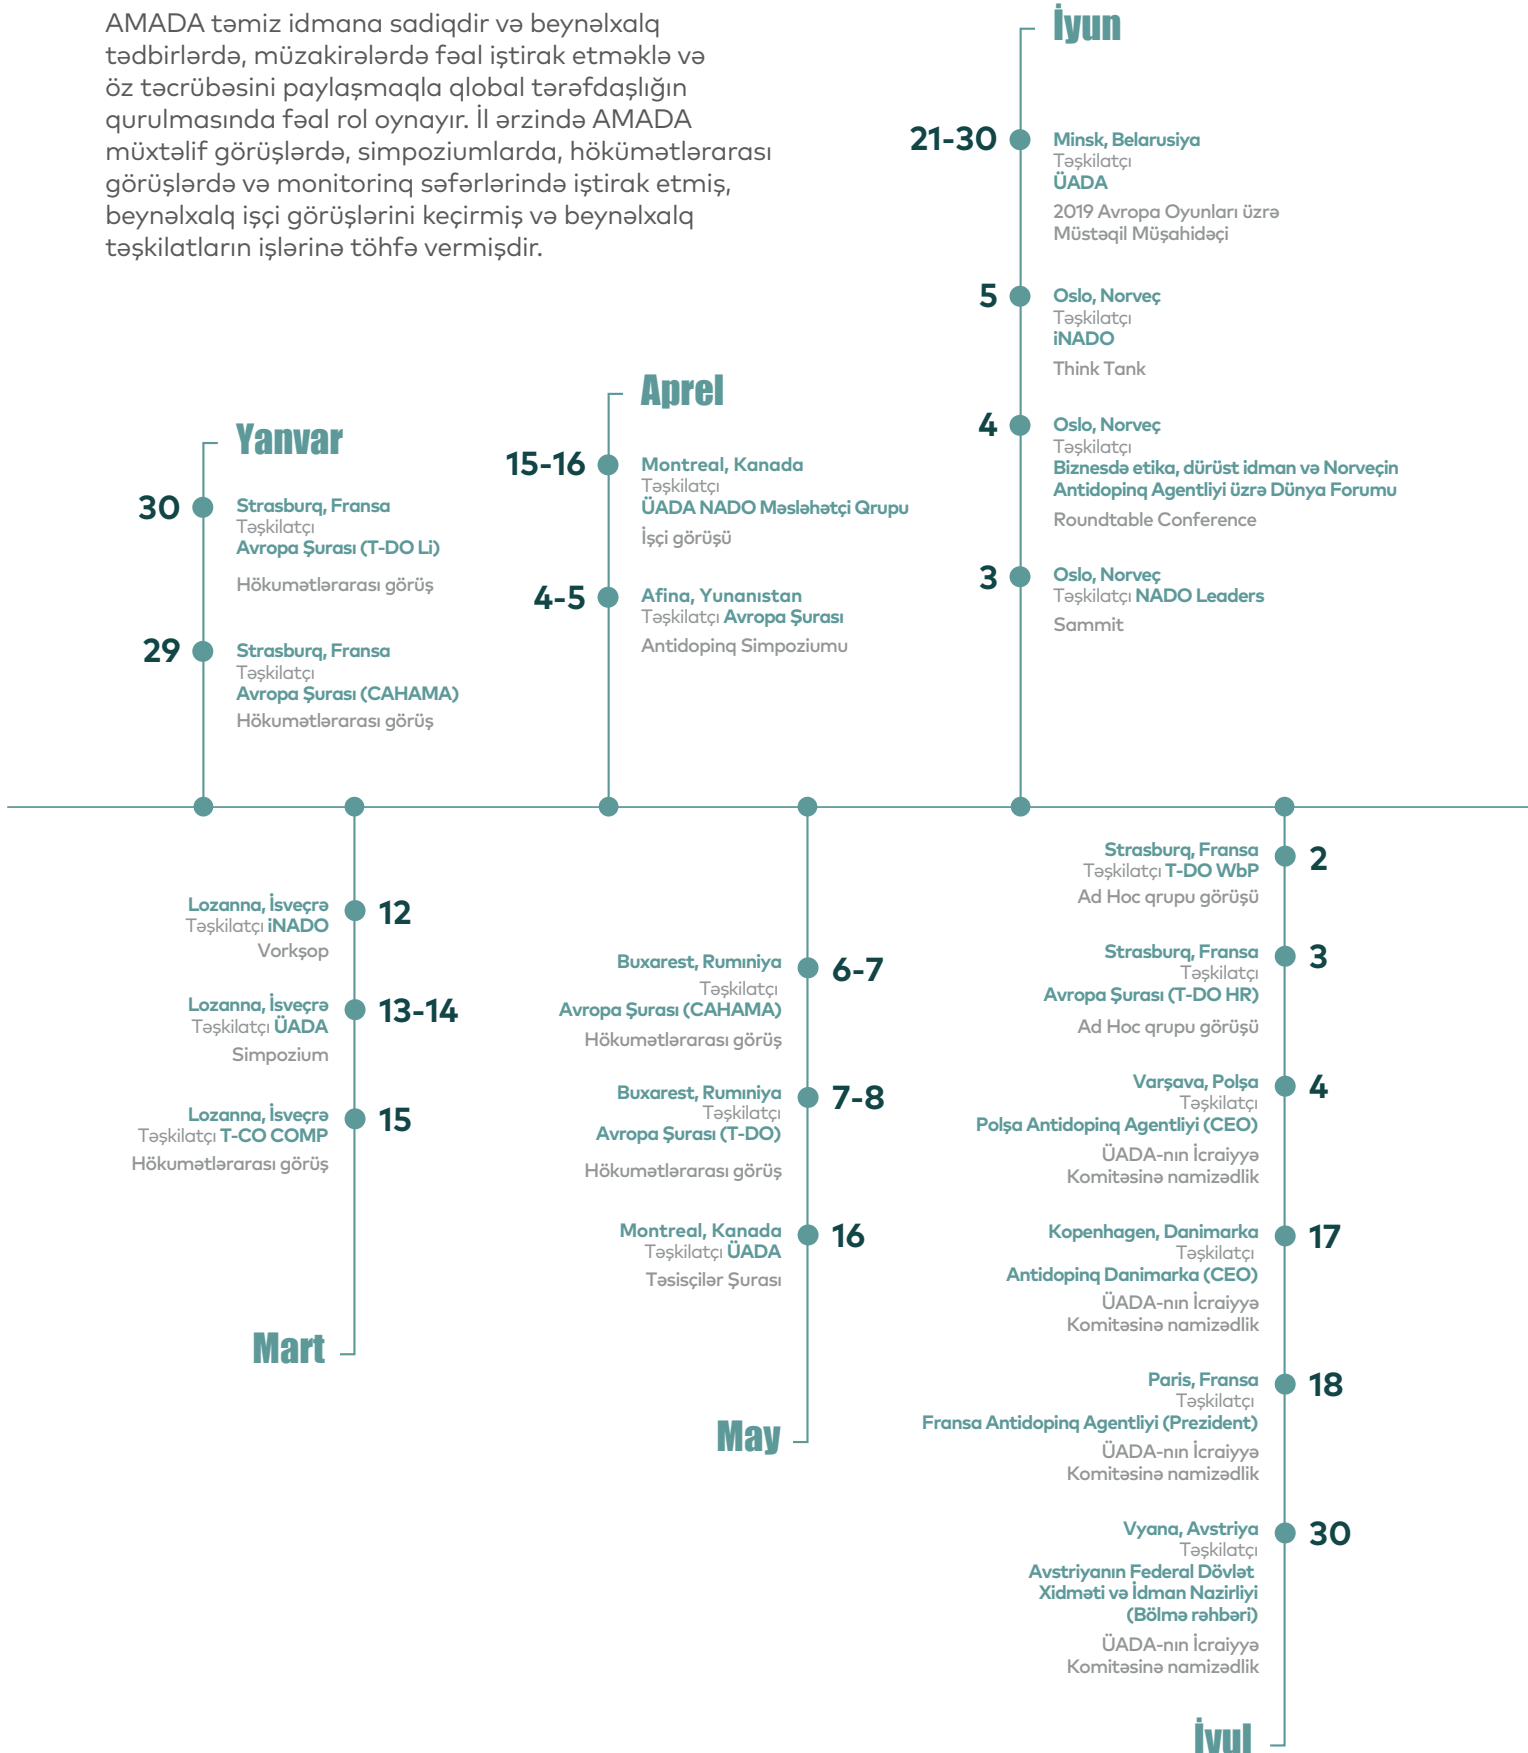 AMADA təmiz idmana sadiqdir və beynəlxalq
tədbirlərdə, müzakirələrdə fəal iştirak etməklə və
öz təcrübəsini paylaşmaqla qlobal tərəfdaşlığın
qurulmasında fəal rol oynayır. İl ərzində AMADA
müxtəlif görüşlərdə, simpoziumlarda, hökümətlərarası
görüşlərdə və monitorinq səfərlərində iştirak etmiş,
beynəlxalq işçi görüşlərini keçirmiş və beynəlxalq
təşkilatların işlərinə töhfə vermişdir.
Yanvar
30
Strasburq, Fransa
Təşkilatçı
Avropa Şurası (T-DO Li)
Hökumətlərarası görüş
29
Strasburq, Fransa
Təşkilatçı
Avropa Şurası (CAHAMA)
Hökumətlərarası görüş
Aprel
15-16
Montreal, Kanada
Təşkilatçı
ÜADA NADO Məsləhətçi Qrupu
İşçi görüşü
4-5
Afina, Yunanıstan
Təşkilatçı Avropa Şurası
Antidopinq Simpoziumu
İyun
21-30
Minsk, Belarusiya
Təşkilatçı
ÜADA
2019 Avropa Oyunları üzrə
Müstəqil Müşahidəçi
5
Oslo, Norveç
Təşkilatçı
iNADO
Think Tank
4
Oslo, Norveç
Təşkilatçı
Biznesdə etika, dürüst idman və Norveçin
Antidopinq Agentliyi üzrə Dünya Forumu
Roundtable Conference
3
Oslo, Norveç
Təşkilatçı NADO Leaders
Sammit
Lozanna, İsveçrə
Təşkilatçı iNADO
Vorkşop
12
Lozanna, İsveçrə
Təşkilatçı ÜADA
Simpozium
13-14
Lozanna, İsveçrə
Təşkilatçı T-CO COMP
Hökumətlərarası görüş
15
Mart
Buxarest, Rumıniya
Təşkilatçı
Avropa Şurası (CAHAMA)
Hökumətlərarası görüş
6-7
Buxarest, Rumıniya
Təşkilatçı
Avropa Şurası (T-DO)
Hökumətlərarası görüş
7-8
Montreal, Kanada
Təşkilatçı ÜADA
Təsisçilər Şurası
16
May
Strasburq, Fransa
Təşkilatçı T-DO WbP
Ad Hoc qrupu görüşü
2
Strasburq, Fransa
Təşkilatçı
Avropa Şurası (T-DO HR)
Ad Hoc qrupu görüşü
3
Varşava, Polşa
Təşkilatçı
Polşa Antidopinq Agentliyi (CEO)
ÜADA-nın İcraiyyə
Komitəsinə namizədlik
4
Kopenhagen, Danimarka
Təşkilatçı
Antidopinq Danimarka (CEO)
ÜADA-nın İcraiyyə
Komitəsinə namizədlik
17
Paris, Fransa
Təşkilatçı
Fransa Antidopinq Agentliyi (Prezident)
ÜADA-nın İcraiyyə
Komitəsinə namizədlik
18
Vyana, Avstriya
Təşkilatçı
Avstriyanın Federal Dövlət
Xidməti və İdman Nazirliyi
(Bölmə rəhbəri)
ÜADA-nın İcraiyyə
Komitəsinə namizədlik
30
İyul